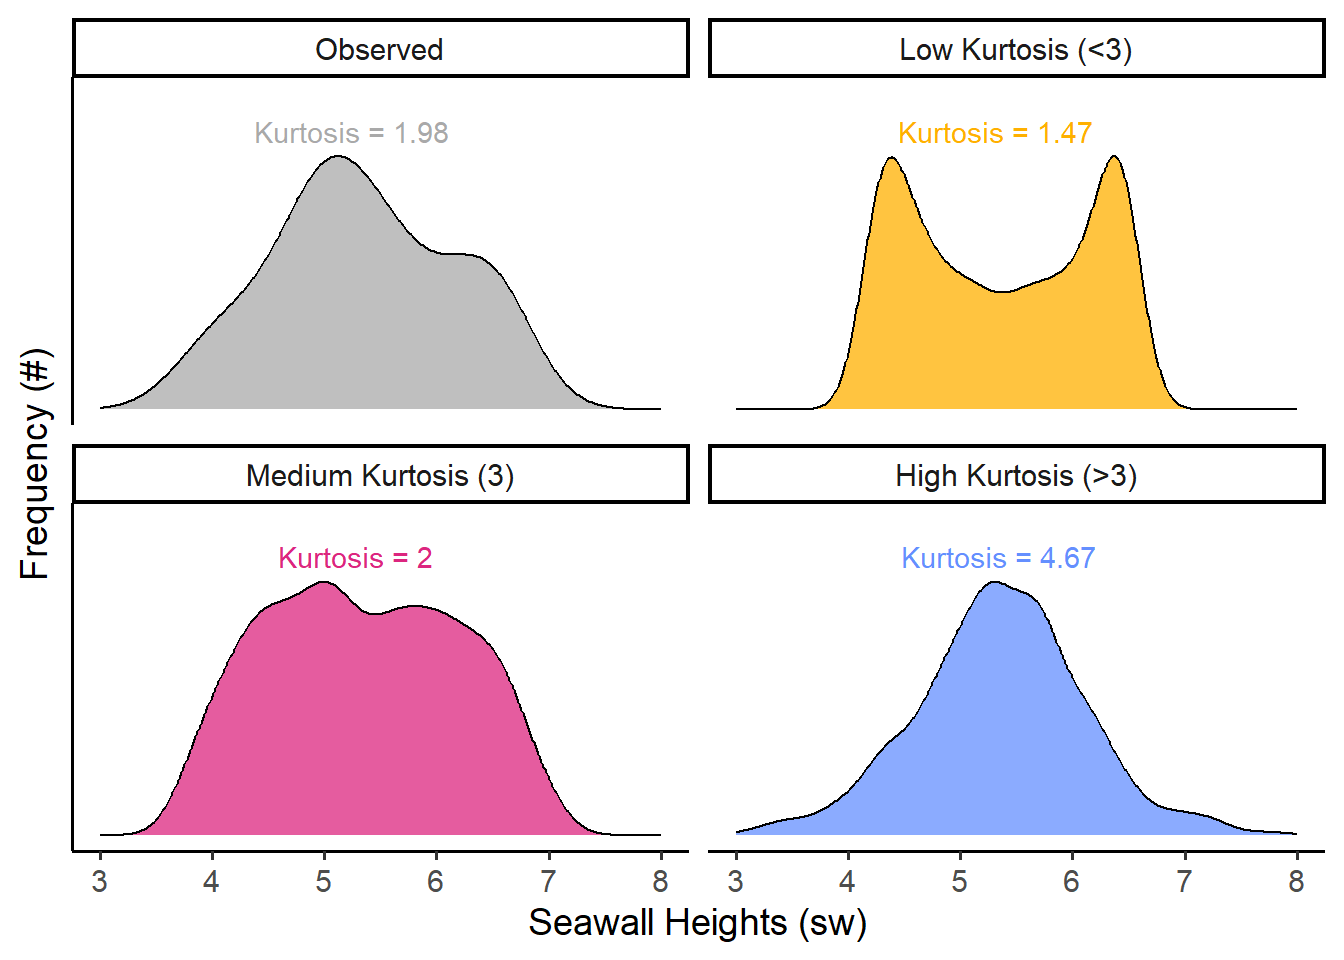 Observed
Low Kurtosis (<3)
Kurtosis = 1.98
Kurtosis = 1.47
Frequency (#)
Medium Kurtosis (3)
High Kurtosis (>3)
Kurtosis = 2
Kurtosis = 4.67
3 4 5 6 7 8
3 4 5 6 7 8
Seawall Heights (sw)